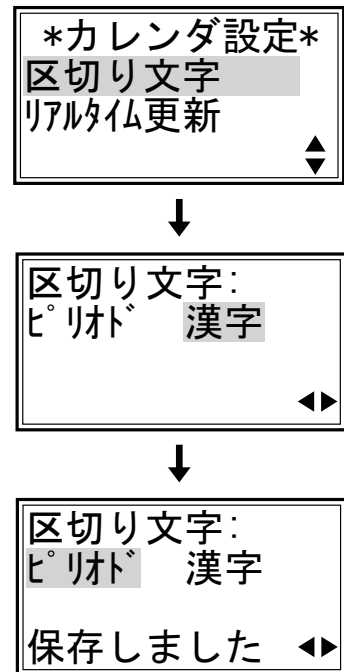 *カレンダ設定*
区切り文字
ﾘｱﾙﾀｲﾑ更新
区切り文字:
ﾋﾟﾘｵﾄﾞ 漢字
区切り文字:
ﾋﾟﾘｵﾄﾞ 漢字
保存しました